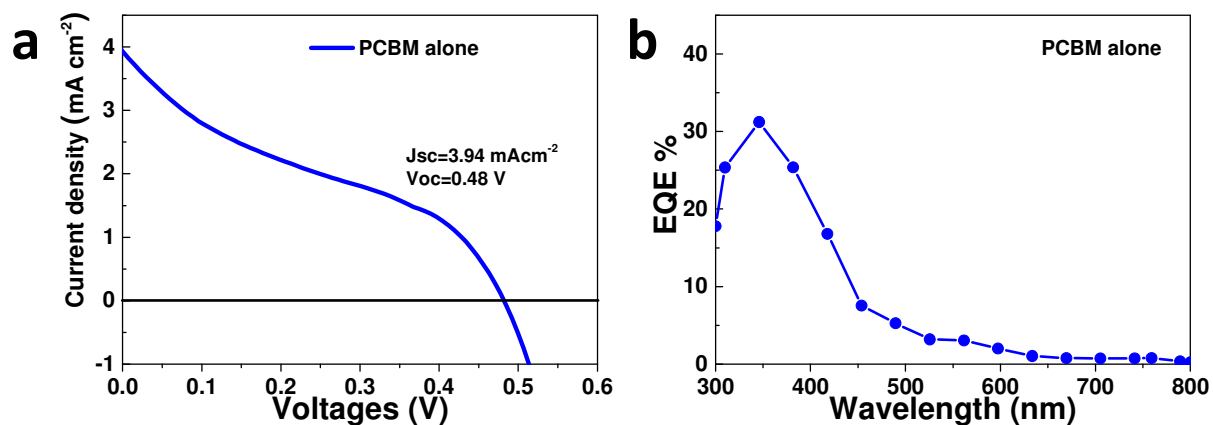 a
PCBM alone
Jsc=3.94 mAcm⁻²
Voc=0.48 V
Current density (mA cm⁻²)
4
3
2
1
0
-1
0.0 0.1 0.2 0.3 0.4 0.5 0.6
Voltages (V)
b
PCBM alone
EQE %
40
30
20
10
0
300 400 500 600 700 800
Wavelength (nm)